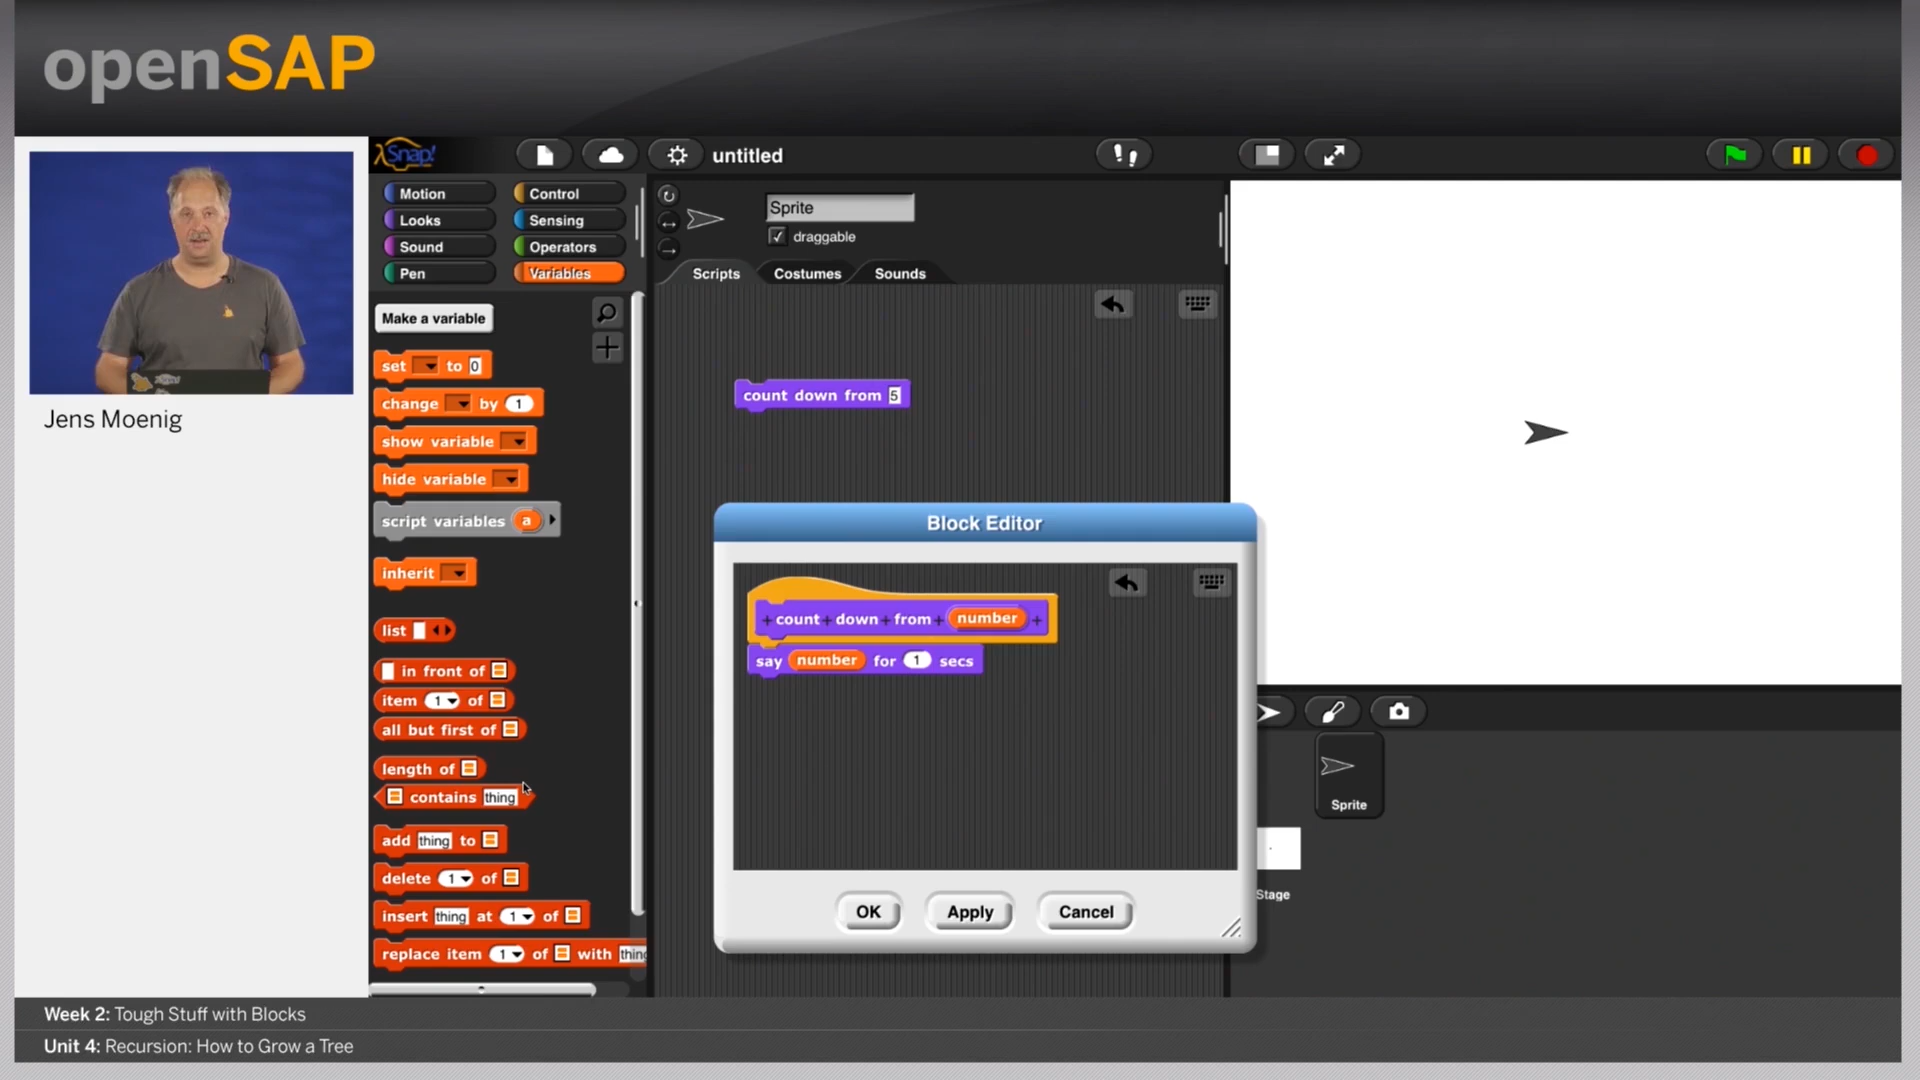 openSAP
Snap!
untitled
Motion
Control
Looks
Sensing
Sound
Operators
Pen
Variables
Sprite
draggable
Scripts
Costumes
Sounds
Make a variable
set to 0
change by 1
show variable
hide variable
script variables a
inherit
list
in front of
item 1 of
all but first of
length of
contains thing
add thing to
delete 1 of
insert thing at 1 of
replace item 1 of with thing
count down from 5
Block Editor
+ count + down + from + number +
say number for 1 secs
OK
Apply
Cancel
Sprite
Stage
Jens Moenig
Week 2: Tough Stuff with Blocks
Unit 4: Recursion: How to Grow a Tree